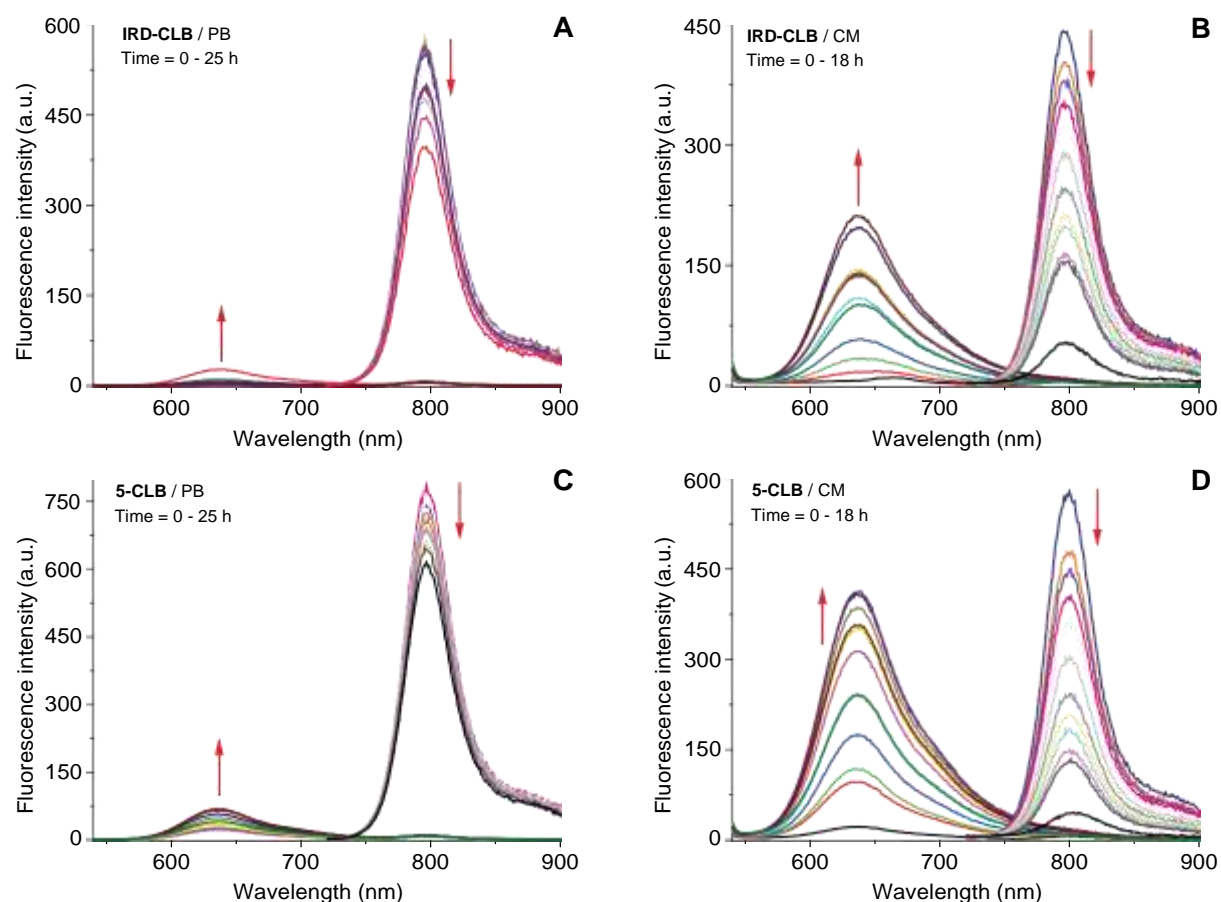 A
IRD-CLB / PB
Time = 0 - 25 h
Fluorescence intensity (a.u.)
600
450
300
150
0
600 700 800 900
Wavelength (nm)
B
IRD-CLB / CM
Time = 0 - 18 h
Fluorescence intensity (a.u.)
450
300
150
0
600 700 800 900
Wavelength (nm)
C
5-CLB / PB
Time = 0 - 25 h
Fluorescence intensity (a.u.)
750
600
450
300
150
0
600 700 800 900
Wavelength (nm)
D
5-CLB / CM
Time = 0 - 18 h
Fluorescence intensity (a.u.)
600
450
300
150
0
600 700 800 900
Wavelength (nm)